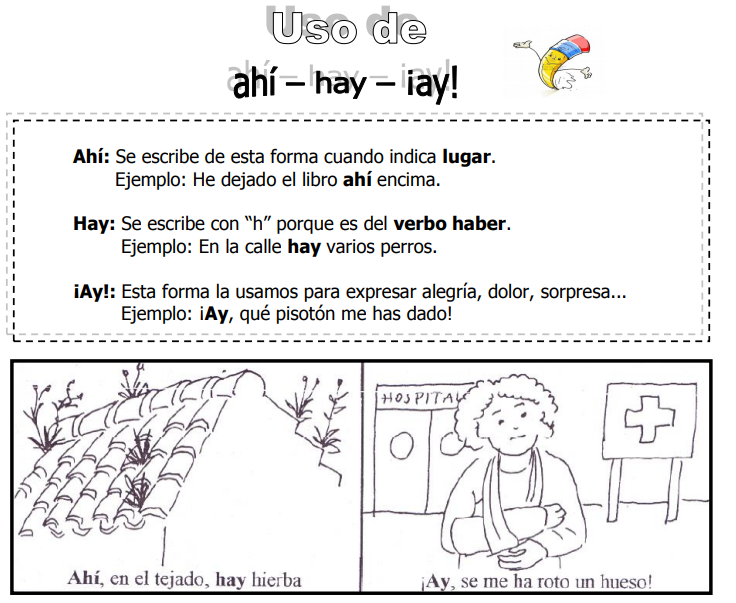 Uso de
ahí – hay – ¡ay!
Ahí: Se escribe de esta forma cuando indica lugar.
Ejemplo: He dejado el libro ahí encima.
Hay: Se escribe con “h” porque es del verbo haber.
Ejemplo: En la calle hay varios perros.
¡Ay!: Esta forma la usamos para expresar alegría, dolor, sorpresa...
Ejemplo: ¡Ay, qué pisotón me has dado!
HOSPITAL
Ahí, en el tejado, hay hierba
¡Ay, se me ha roto un hueso!